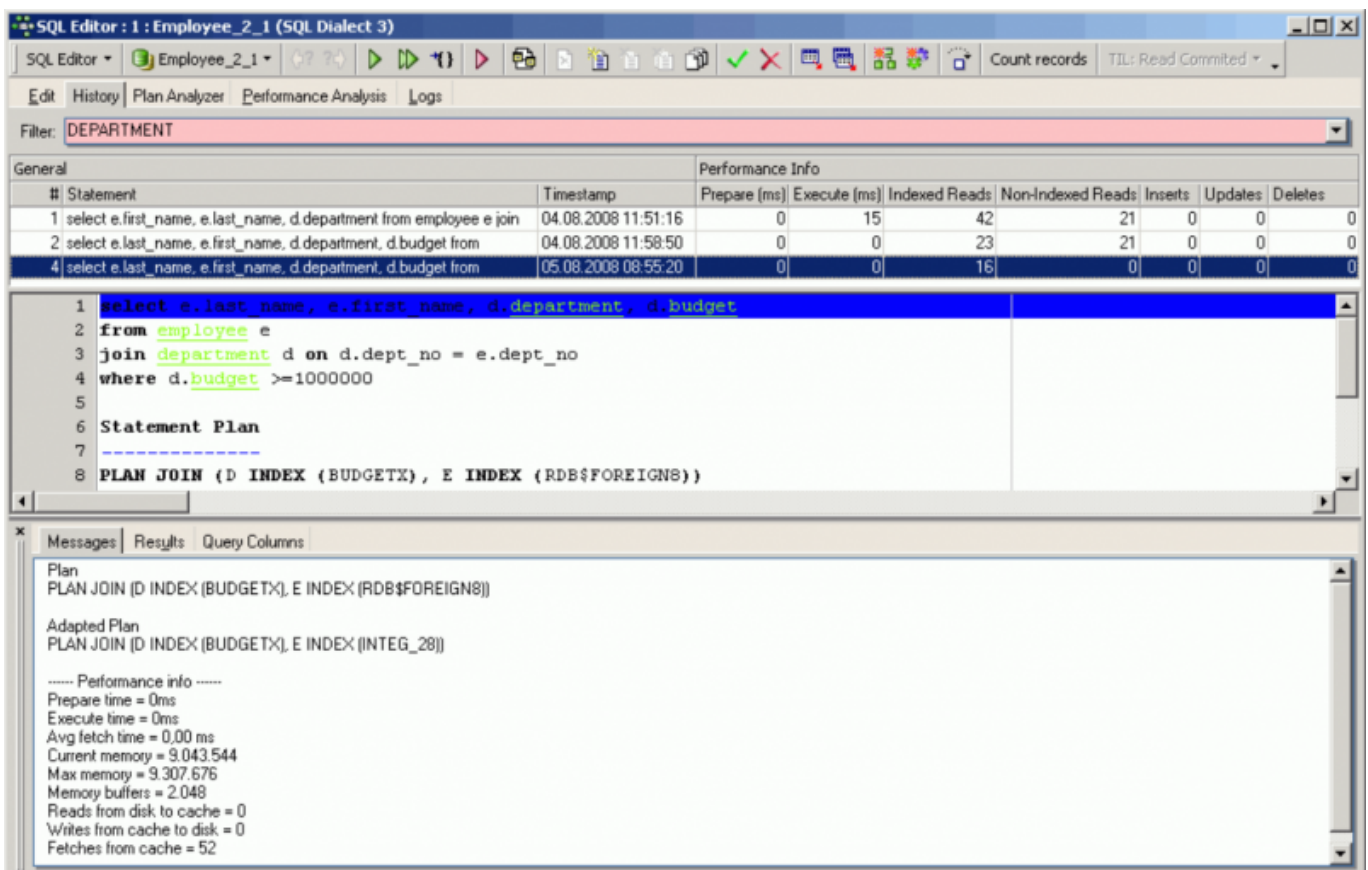 SQL Editor : 1 : Employee_2_1 (SQL Dialect 3)
SQL Editor Employee_2_1 Count records TIL: Read Commited
Edit History Plan Analyzer Performance Analysis Logs
Filter: DEPARTMENT
General Performance Info
# Statement Timestamp Prepare (ms) Execute (ms) Indexed Reads Non-Indexed Reads Inserts Updates Deletes
1 select e.first_name, e.last_name, d.department from employee e join 04.08.2008 11:51:16 0 15 42 21 0 0 0
2 select e.last_name, e.first_name, d.department, d.budget from 04.08.2008 11:58:50 0 0 23 21 0 0 0
4 select e.last_name, e.first_name, d.department, d.budget from 05.08.2008 08:55:20 0 0 16 0 0 0 0
1 select e.last_name, e.first_name, d.department, d.budget
2 from employee e
3 join department d on d.dept_no = e.dept_no
4 where d.budget >=1000000
5
6 Statement Plan
7 --------------
8 PLAN JOIN (D INDEX (BUDGETX), E INDEX (RDB$FOREIGN8))
Messages Results Query Columns
Plan
PLAN JOIN (D INDEX (BUDGETX), E INDEX (RDB$FOREIGN8))
Adapted Plan
PLAN JOIN (D INDEX (BUDGETX), E INDEX (INTEG_28))
------ Performance info ------
Prepare time = 0ms
Execute time = 0ms
Avg fetch time = 0,00 ms
Current memory = 9.043.544
Max memory = 9.307.676
Memory buffers = 2.048
Reads from disk to cache = 0
Writes from cache to disk = 0
Fetches from cache = 52